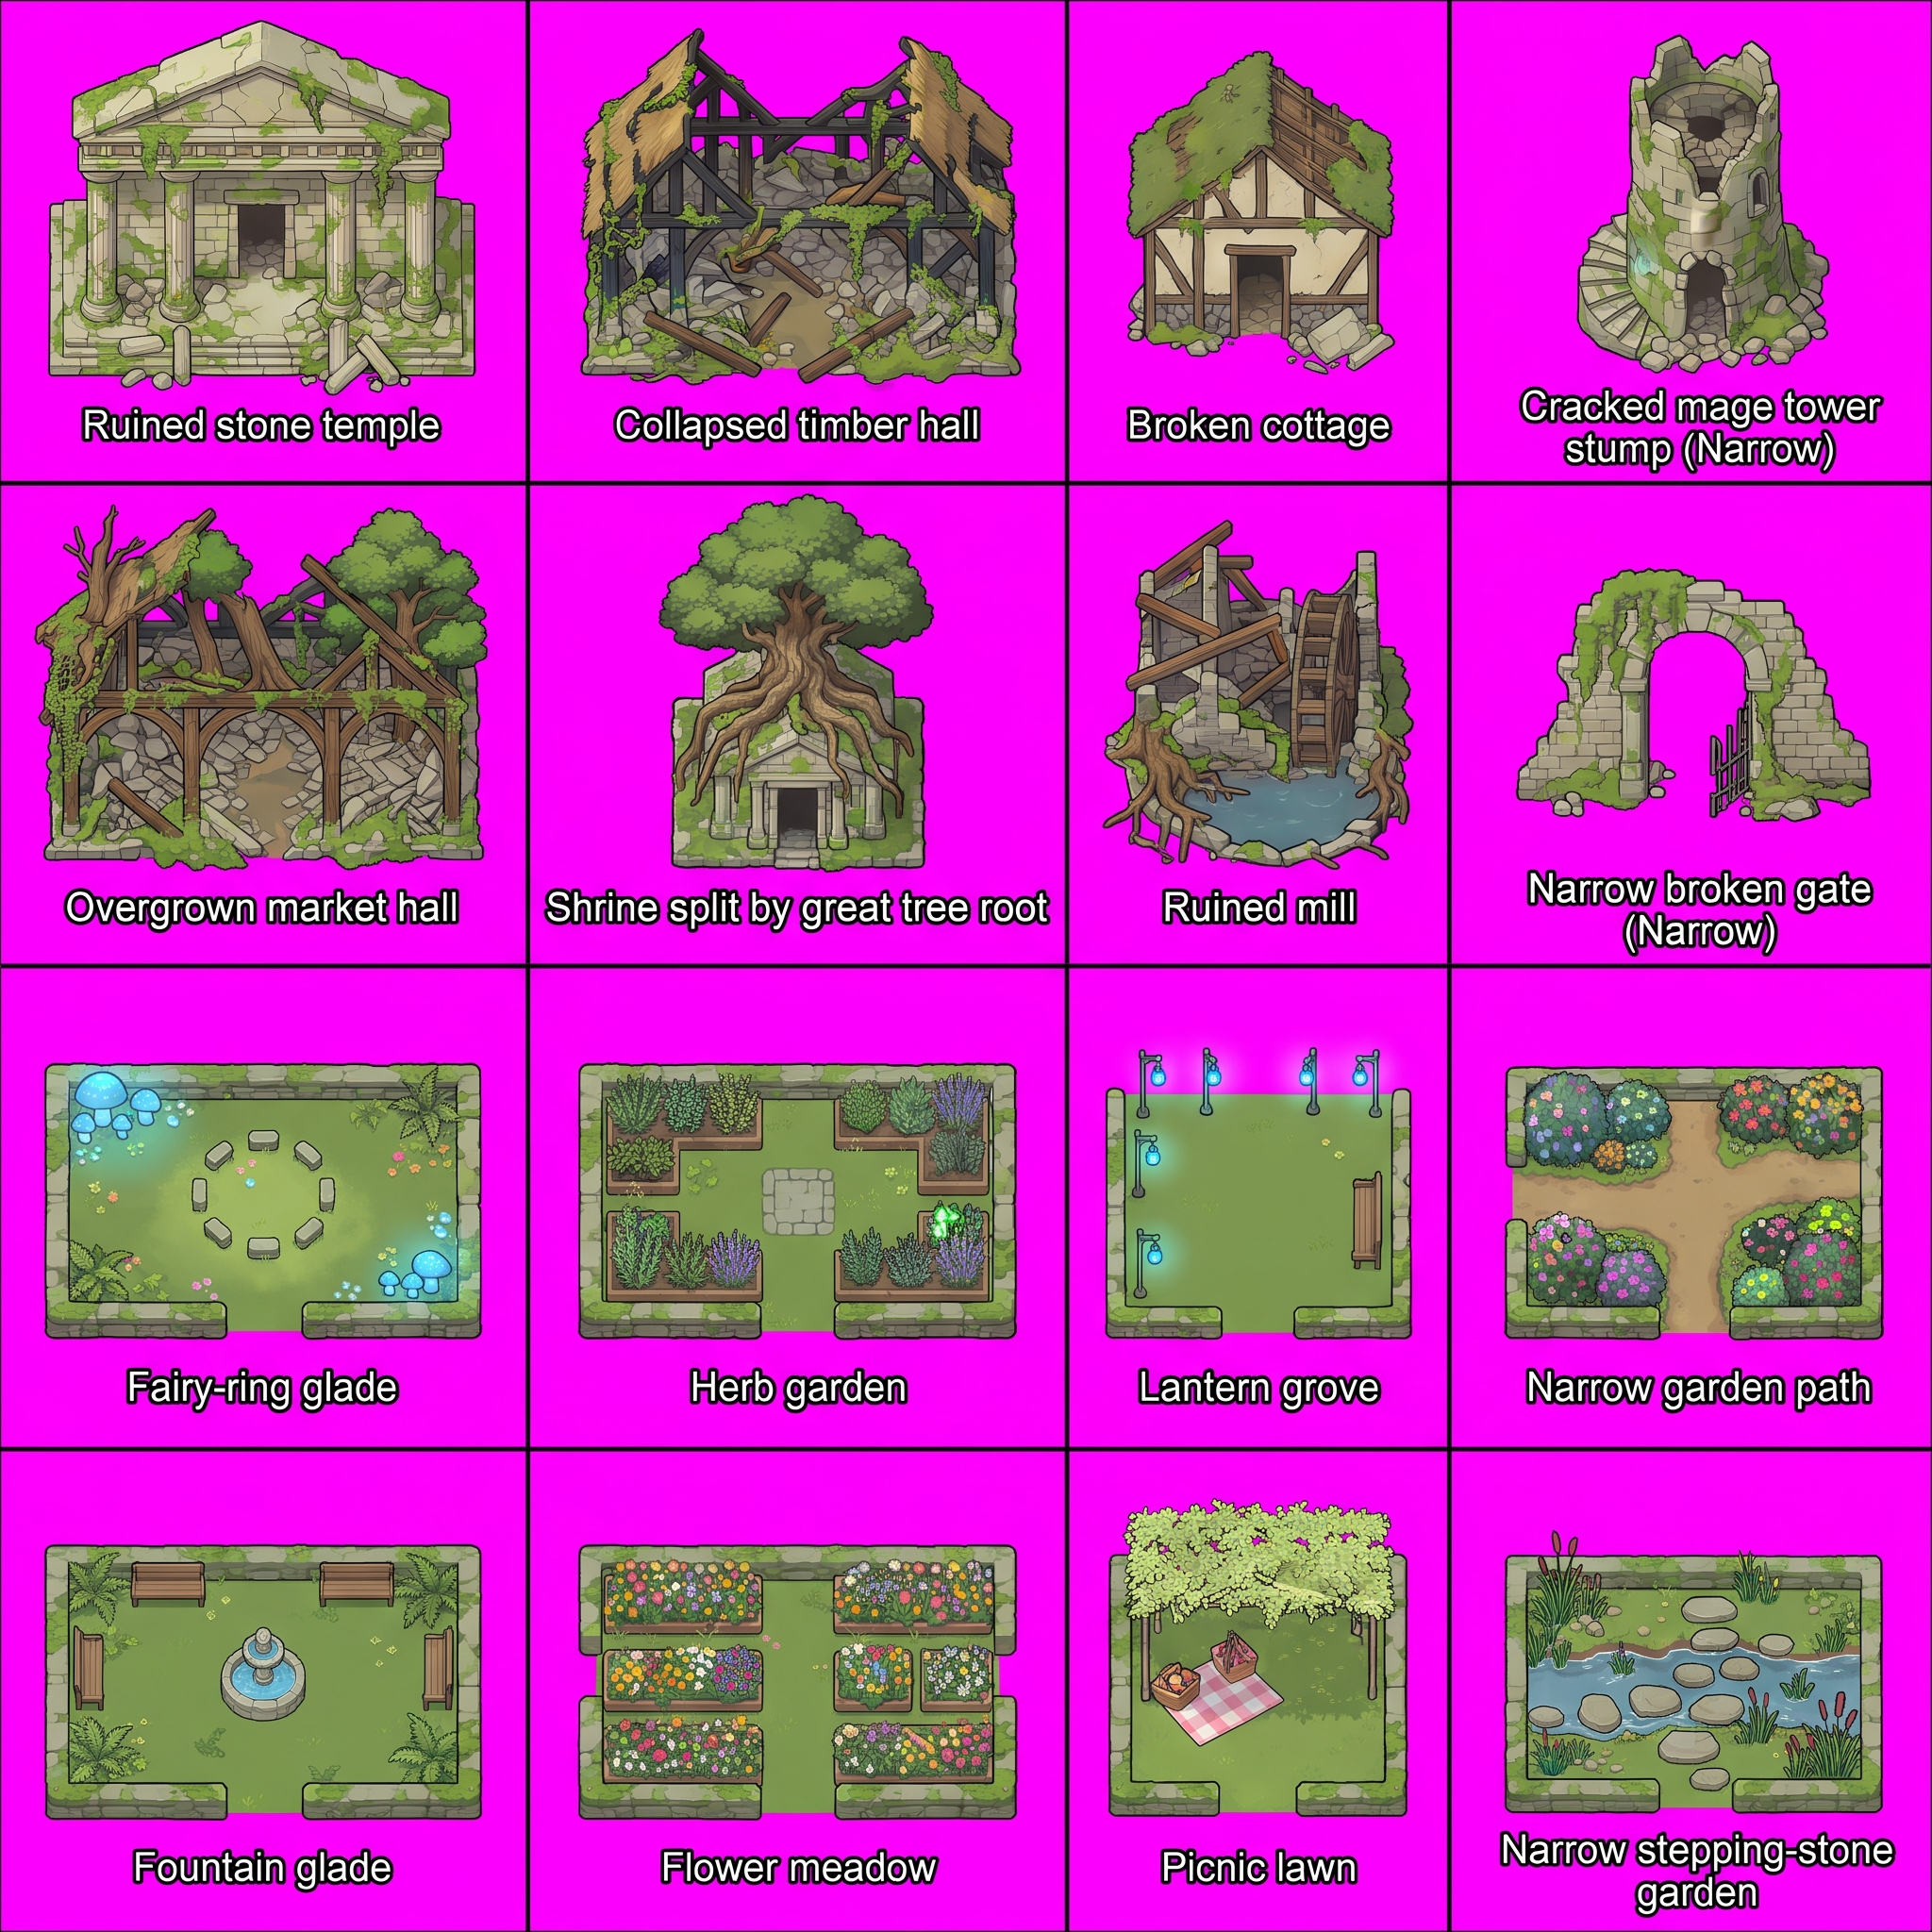 Ruined stone temple
Collapsed timber hall
Broken cottage
Cracked mage tower
stump (Narrow)
Overgrown market hall
Shrine split by great tree root
Ruined mill
Narrow broken gate
(Narrow)
Fairy-ring glade
Herb garden
Lantern grove
Narrow garden path
Fountain glade
Flower meadow
Picnic lawn
Narrow stepping-stone
garden